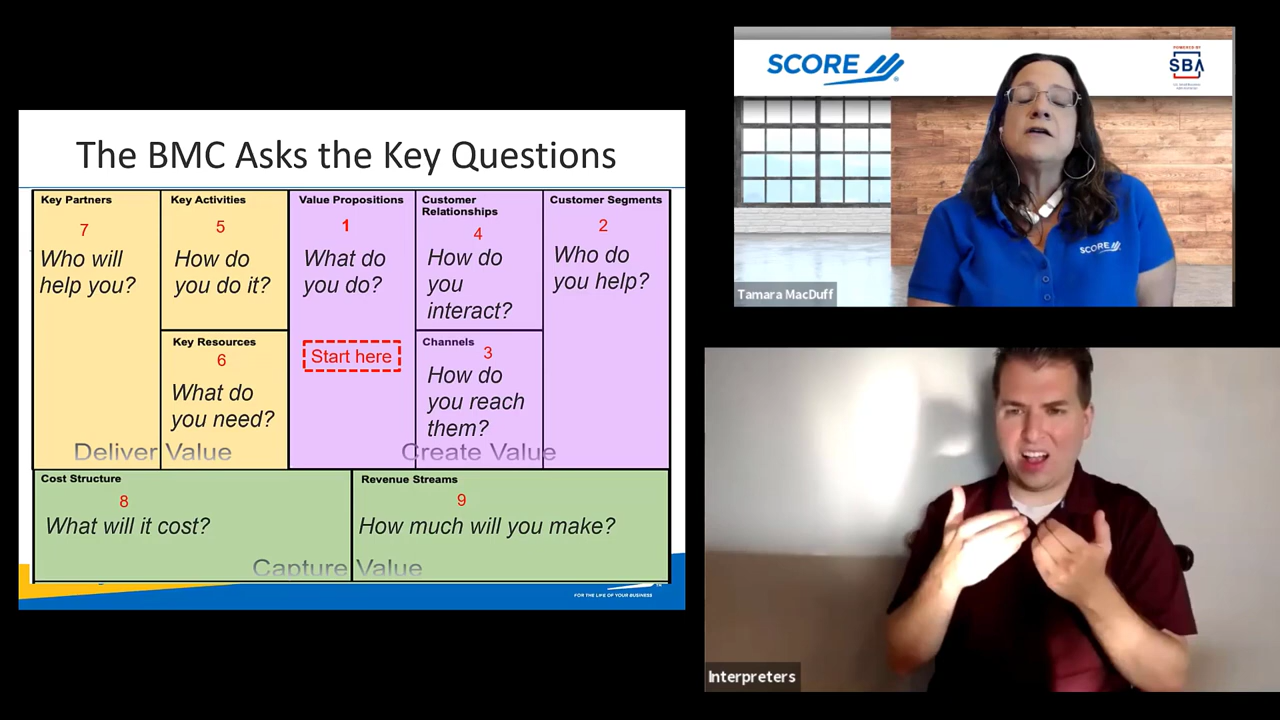 The BMC Asks the Key Questions
Key Partners
7
Who will
help you?
Key Activities
5
How do
you do it?
Key Resources
6
What do
you need?
Deliver Value
Value Propositions
1
What do
you do?
Start here
Customer
Relationships
4
How do
you
interact?
Channels
3
How do
you reach
them?
Customer Segments
2
Who do
you help?
Create Value
Cost Structure
8
What will it cost?
Revenue Streams
9
How much will you make?
Capture Value
FOR THE LIFE OF YOUR BUSINESS
SCORE
POWERED BY
SBA
SCORE
Tamara MacDuff
Interpreters